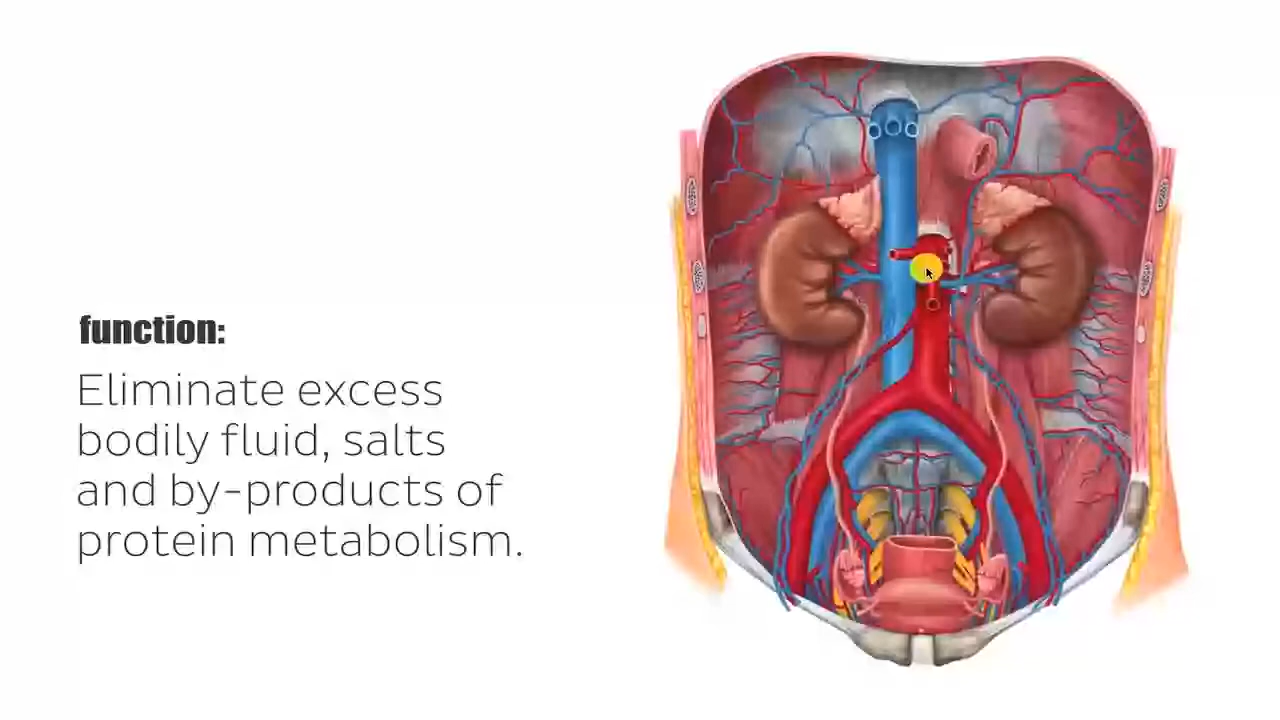 function:
Eliminate excess
bodily fluid, salts
and by-products of
protein metabolism.